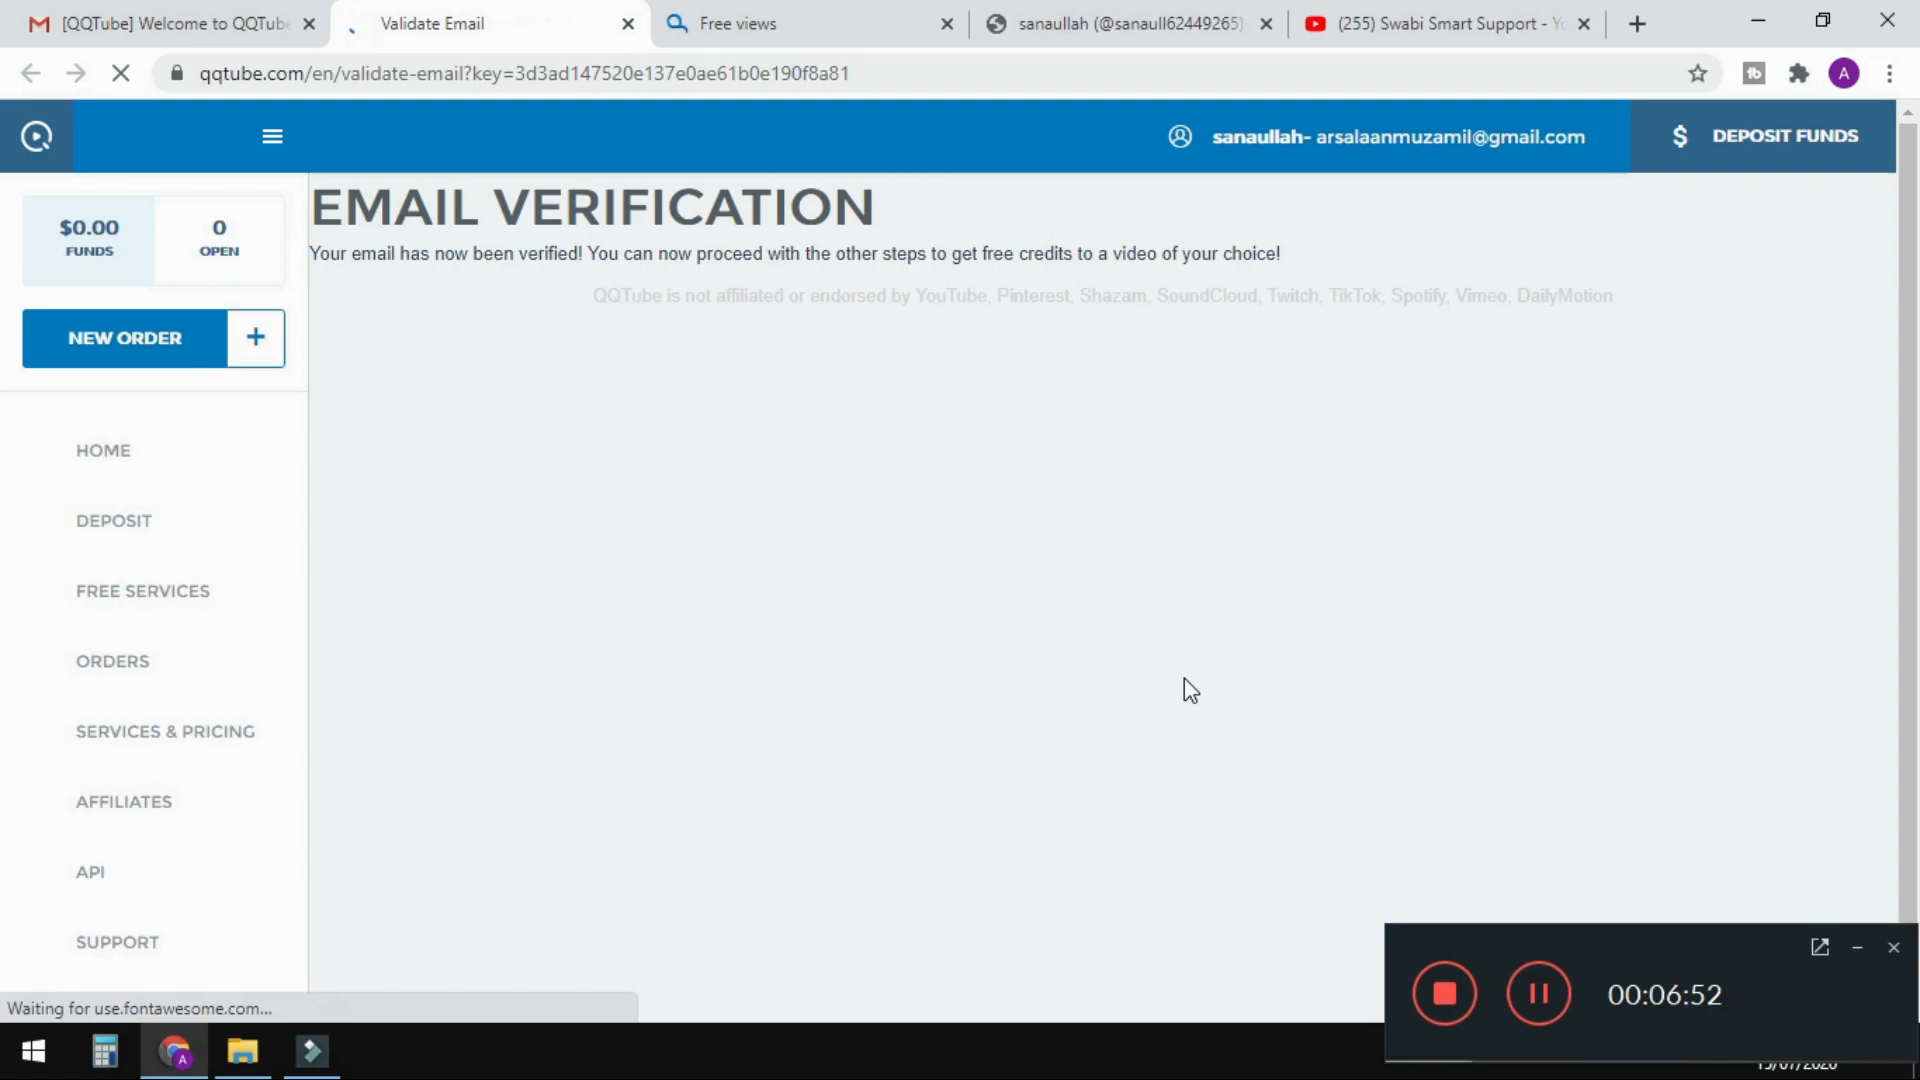 [QQTube] Welcome to QQTube
Validate Email
Free views
sanaullah (@sanaull62449265)
(255) Swabi Smart Support - Yo
qqtube.com/en/validate-email?key=3d3ad147520e137e0ae61b0e190f8a81
A
sanaullah- arsalaanmuzamil@gmail.com
$ DEPOSIT FUNDS
$0.00
FUNDS
0
OPEN
EMAIL VERIFICATION
Your email has now been verified! You can now proceed with the other steps to get free credits to a video of your choice!
QQTube is not affiliated or endorsed by YouTube, Pinterest, Shazam, SoundCloud, Twitch, TikTok, Spotify, Vimeo, DailyMotion
NEW ORDER +
HOME
DEPOSIT
FREE SERVICES
ORDERS
SERVICES & PRICING
AFFILIATES
API
SUPPORT
Waiting for use.fontawesome.com...
00:06:52
A